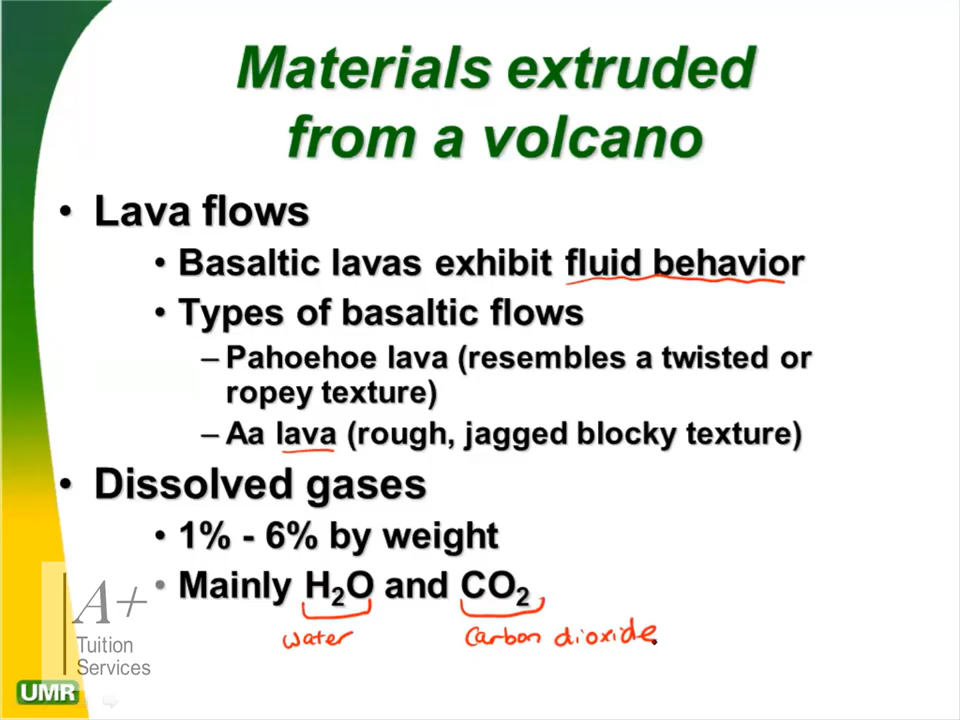 Materials extruded
from a volcano
• Lava flows
• Basaltic lavas exhibit fluid behavior
• Types of basaltic flows
– Pahoehoe lava (resembles a twisted or
ropey texture)
– Aa lava (rough, jagged blocky texture)
• Dissolved gases
• 1% - 6% by weight
• Mainly H₂O and CO₂
water carbon dioxide
A+
Tuition
Services
UMR